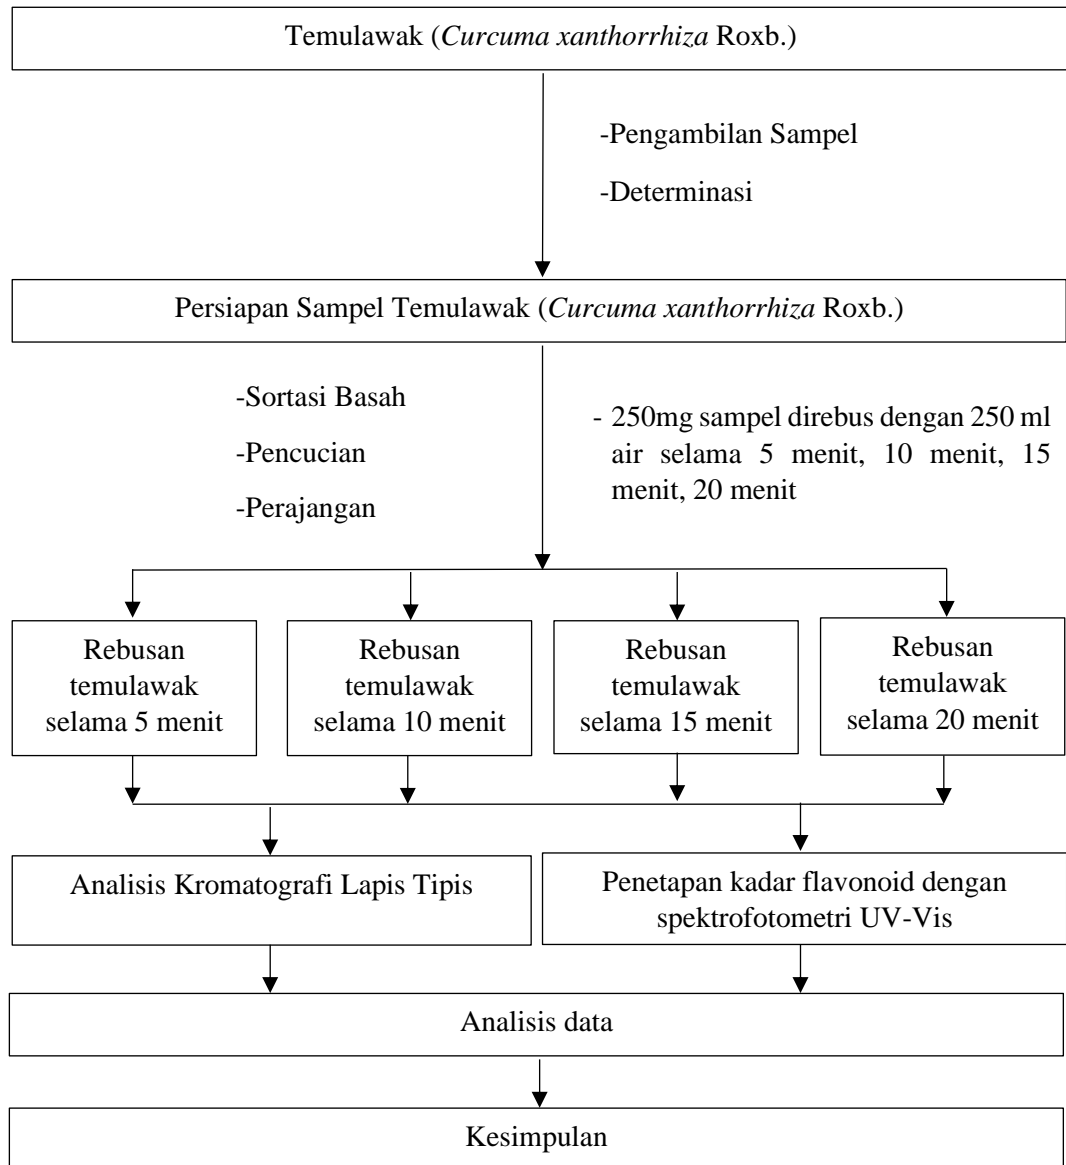 Temulawak (Curcuma xanthorrhiza Roxb.)
-Pengambilan Sampel
-Determinasi
Persiapan Sampel Temulawak (Curcuma xanthorrhiza Roxb.)
-Sortasi Basah
-Pencucian
-Perajangan
- 250mg sampel direbus dengan 250 ml
air selama 5 menit, 10 menit, 15
menit, 20 menit
Rebusan
temulawak
selama 5 menit
Rebusan
temulawak
selama 10 menit
Rebusan
temulawak
selama 15 menit
Rebusan
temulawak
selama 20 menit
Analisis Kromatografi Lapis Tipis
Penetapan kadar flavonoid dengan
spektrofotometri UV-Vis
Analisis data
Kesimpulan